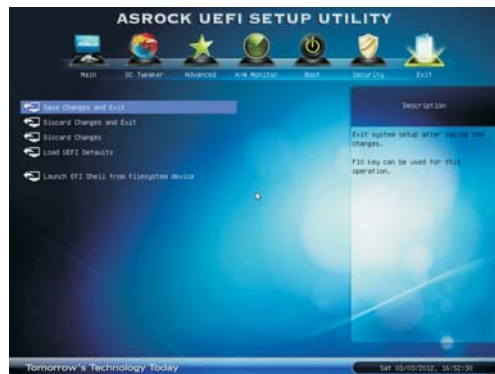 ASROCK UEFI SETUP UTILITY
Main
OC Tweaker
Advanced
H/W Monitor
Boot
Security
Exit
Save Changes and Exit
Discard Changes and Exit
Discard Changes
Load UEFI Defaults
Launch EFI Shell from filesystem device
Description
Exit system setup after saving the
changes.
F10 key can be used for this
operation.
Tomorrow's Technology Today
Sat 03/03/2012, 16:52:30